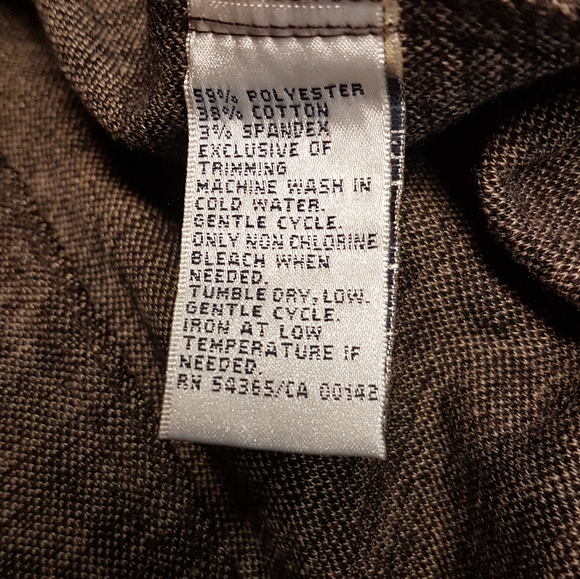 59% POLYESTER
38% COTTON
3% SPANDEX
EXCLUSIVE OF
TRIMMING
MACHINE WASH IN
COLD WATER.
GENTLE CYCLE.
ONLY NON CHLORINE
BLEACH WHEN
NEEDED.
TUMBLE DRY, LOW.
GENTLE CYCLE.
IRON AT LOW
TEMPERATURE IF
NEEDED.
RN 54365/CA 00142